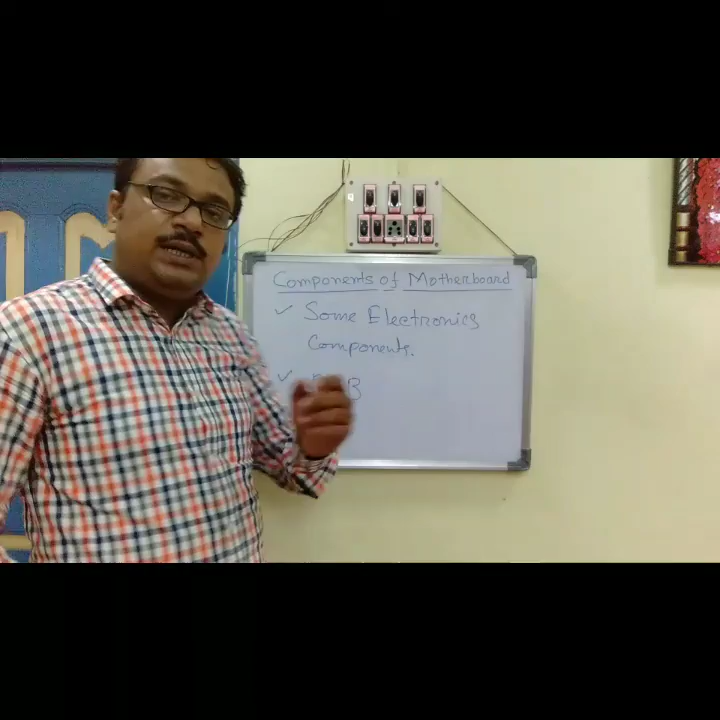 Components of Motherboard
✓ Some Electronics
Components.
✓